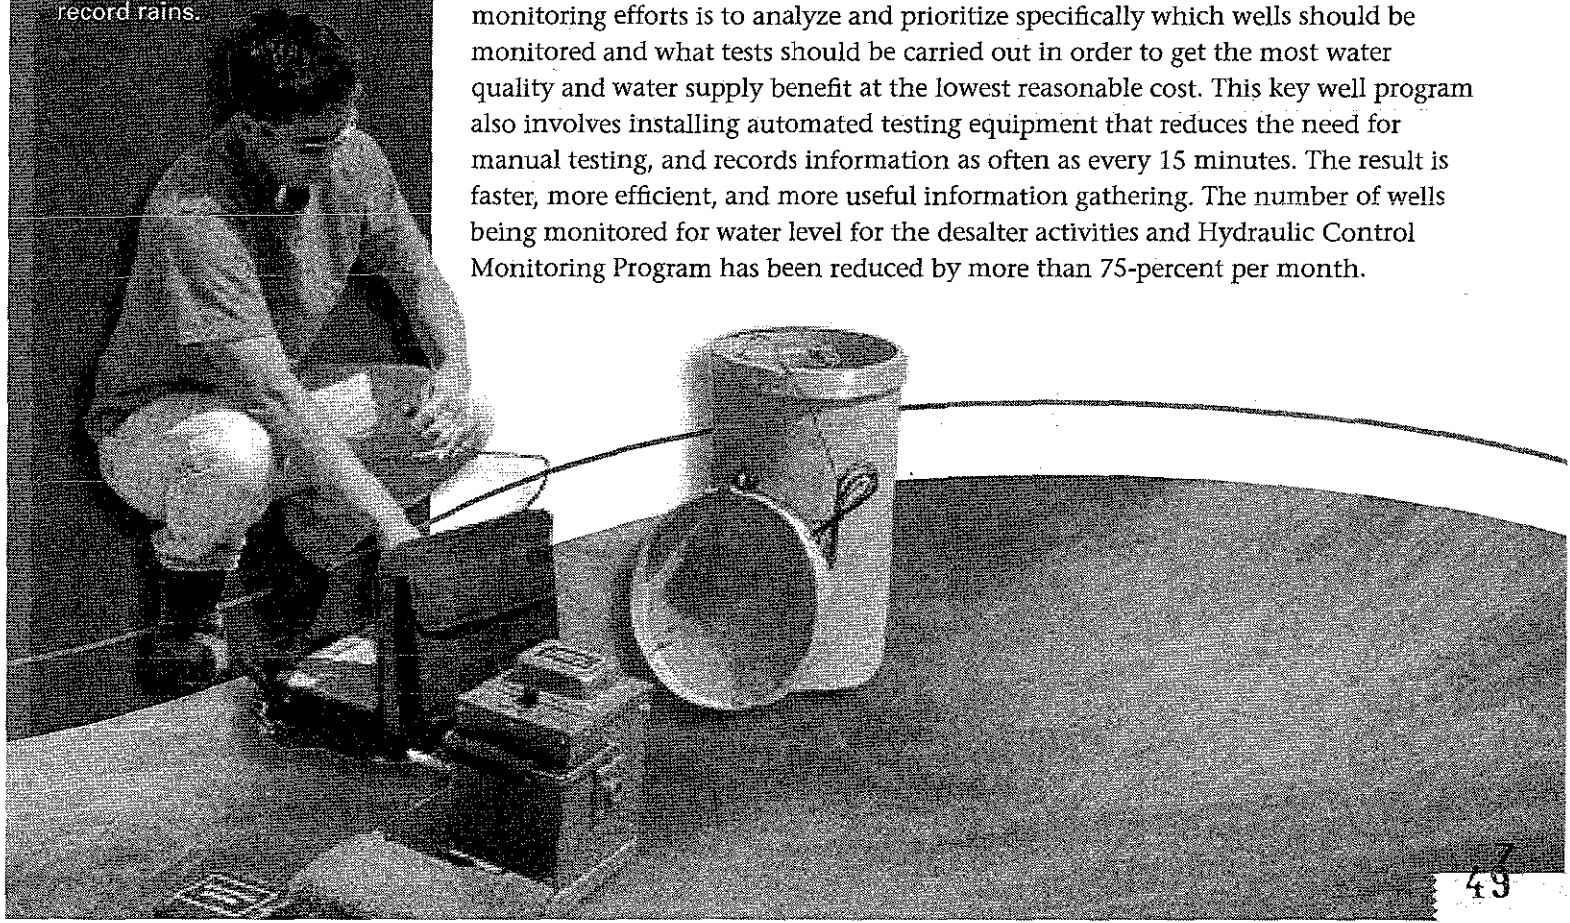 record rains.
monitoring efforts is to analyze and prioritize specifically which wells should be
monitored and what tests should be carried out in order to get the most water
quality and water supply benefit at the lowest reasonable cost. This key well program
also involves installing automated testing equipment that reduces the need for
manual testing, and records information as often as every 15 minutes. The result is
faster, more efficient, and more useful information gathering. The number of wells
being monitored for water level for the desalter activities and Hydraulic Control
Monitoring Program has been reduced by more than 75-percent per month.
7
49